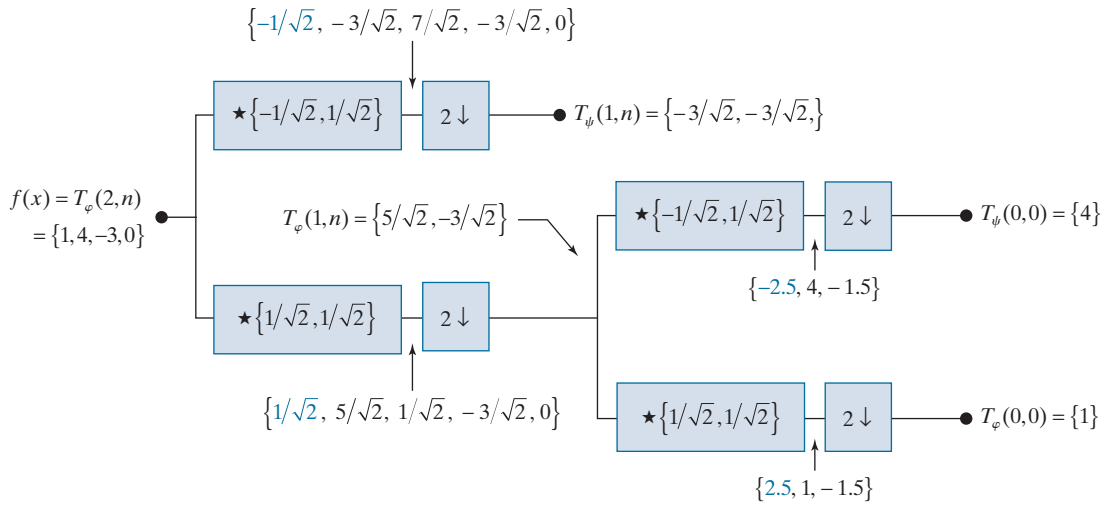 {−1/√2, −3/√2, 7/√2, −3/√2, 0}
★{−1/√2, 1/√2}
2↓
T_ψ(1, n) = {−3/√2, −3/√2,}
f(x) = T_φ(2, n)
= {1, 4, −3, 0}
T_φ(1, n) = {5/√2, −3/√2}
★{−1/√2, 1/√2}
2↓
T_ψ(0, 0) = {4}
{−2.5, 4, −1.5}
★{1/√2, 1/√2}
2↓
{1/√2, 5/√2, 1/√2, −3/√2, 0}
★{1/√2, 1/√2}
2↓
T_φ(0, 0) = {1}
{2.5, 1, −1.5}